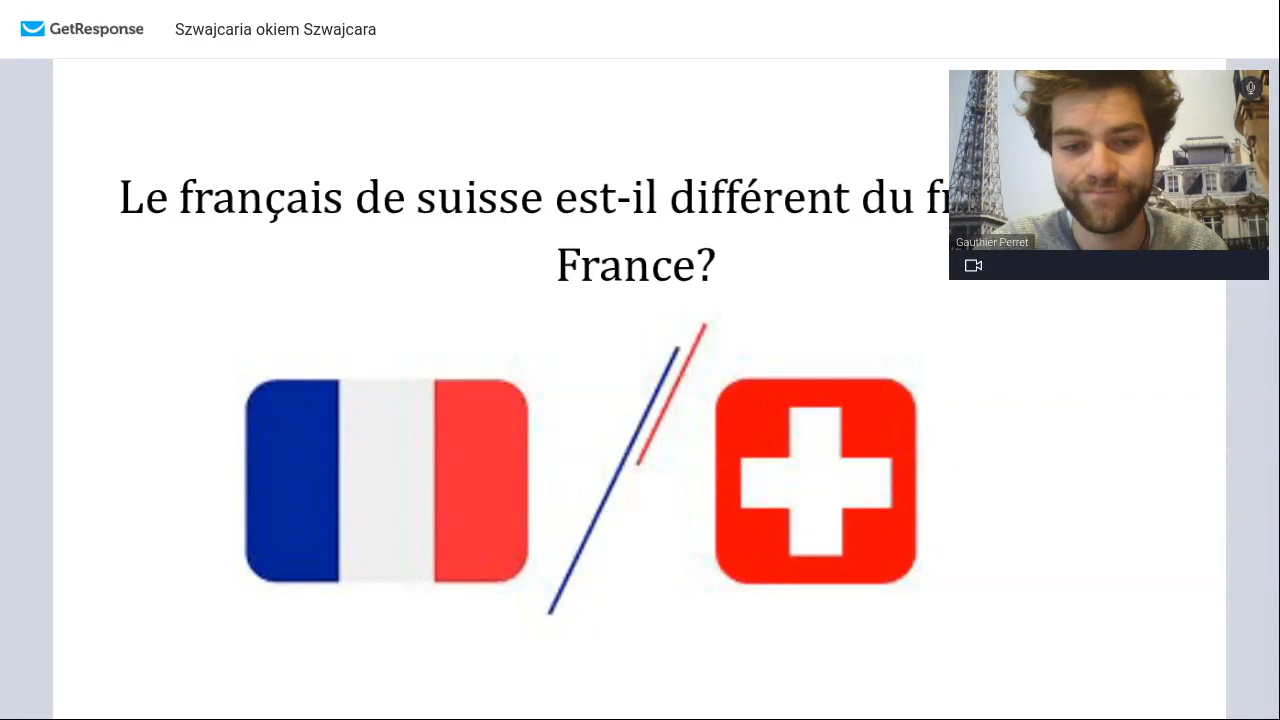 GetResponse
Szwajcaria okiem Szwajcara
Le français de suisse est-il différent du
France?
Gauthier Perret